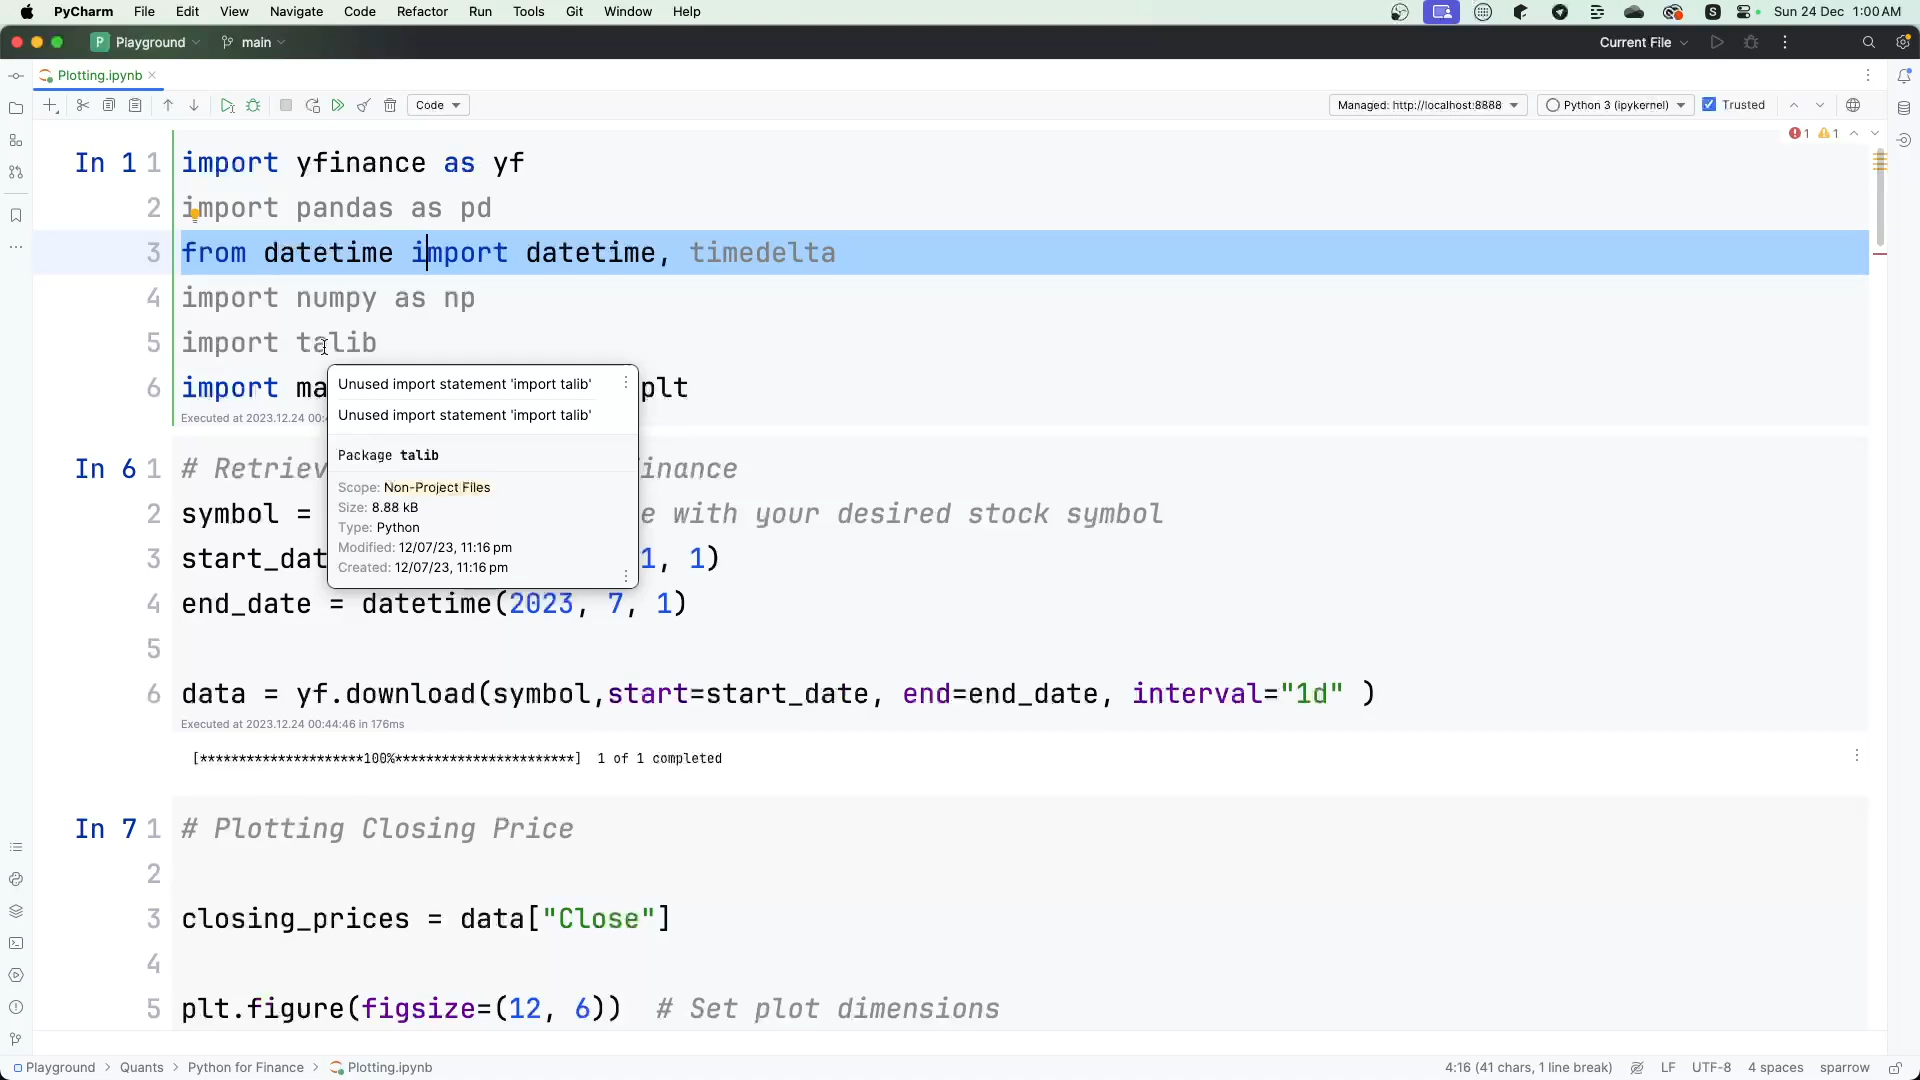 PyCharm File Edit View Navigate Code Refactor Run Tools Git Window Help S Sun 24 Dec 1:00 AM
P Playground main Current File
Plotting.ipynb
Code Managed: http://localhost:8888 Python 3 (ipykernel) Trusted
1 1
In 1 1 import yfinance as yf
2 import pandas as pd
3 from datetime import datetime, timedelta
4 import numpy as np
5 import talib
6 import ma plt
Executed at 2023.12.24 00:
Unused import statement 'import talib'
Unused import statement 'import talib'
Package talib
Scope: Non-Project Files
Size: 8.88 kB
Type: Python
Modified: 12/07/23, 11:16 pm
Created: 12/07/23, 11:16 pm
In 6 1 # Retriev inance
2 symbol = e with your desired stock symbol
3 start_dat 1, 1)
4 end_date = datetime(2023, 7, 1)
5
6 data = yf.download(symbol,start=start_date, end=end_date, interval="1d" )
Executed at 2023.12.24 00:44:46 in 176ms
[*********************100%***********************] 1 of 1 completed
In 7 1 # Plotting Closing Price
2
3 closing_prices = data["Close"]
4
5 plt.figure(figsize=(12, 6)) # Set plot dimensions
Playground > Quants > Python for Finance > Plotting.ipynb 4:16 (41 chars, 1 line break) LF UTF-8 4 spaces sparrow